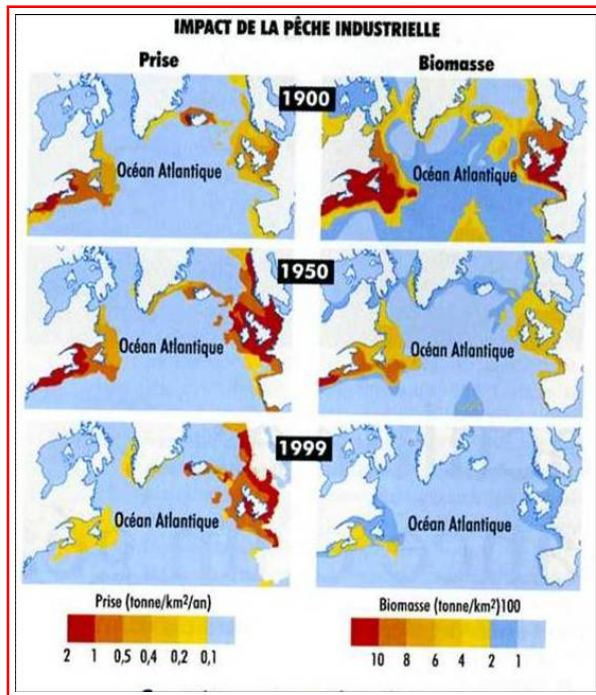 IMPACT DE LA PÊCHE INDUSTRIELLE
Prise Biomasse
1900
Océan Atlantique Océan Atlantique
1950
Océan Atlantique Océan Atlantique
1999
Océan Atlantique Océan Atlantique
Prise (tonne/km²/an) Biomasse (tonne/km²)100
2 1 0,5 0,4 0,2 0,1 10 8 6 4 2 1